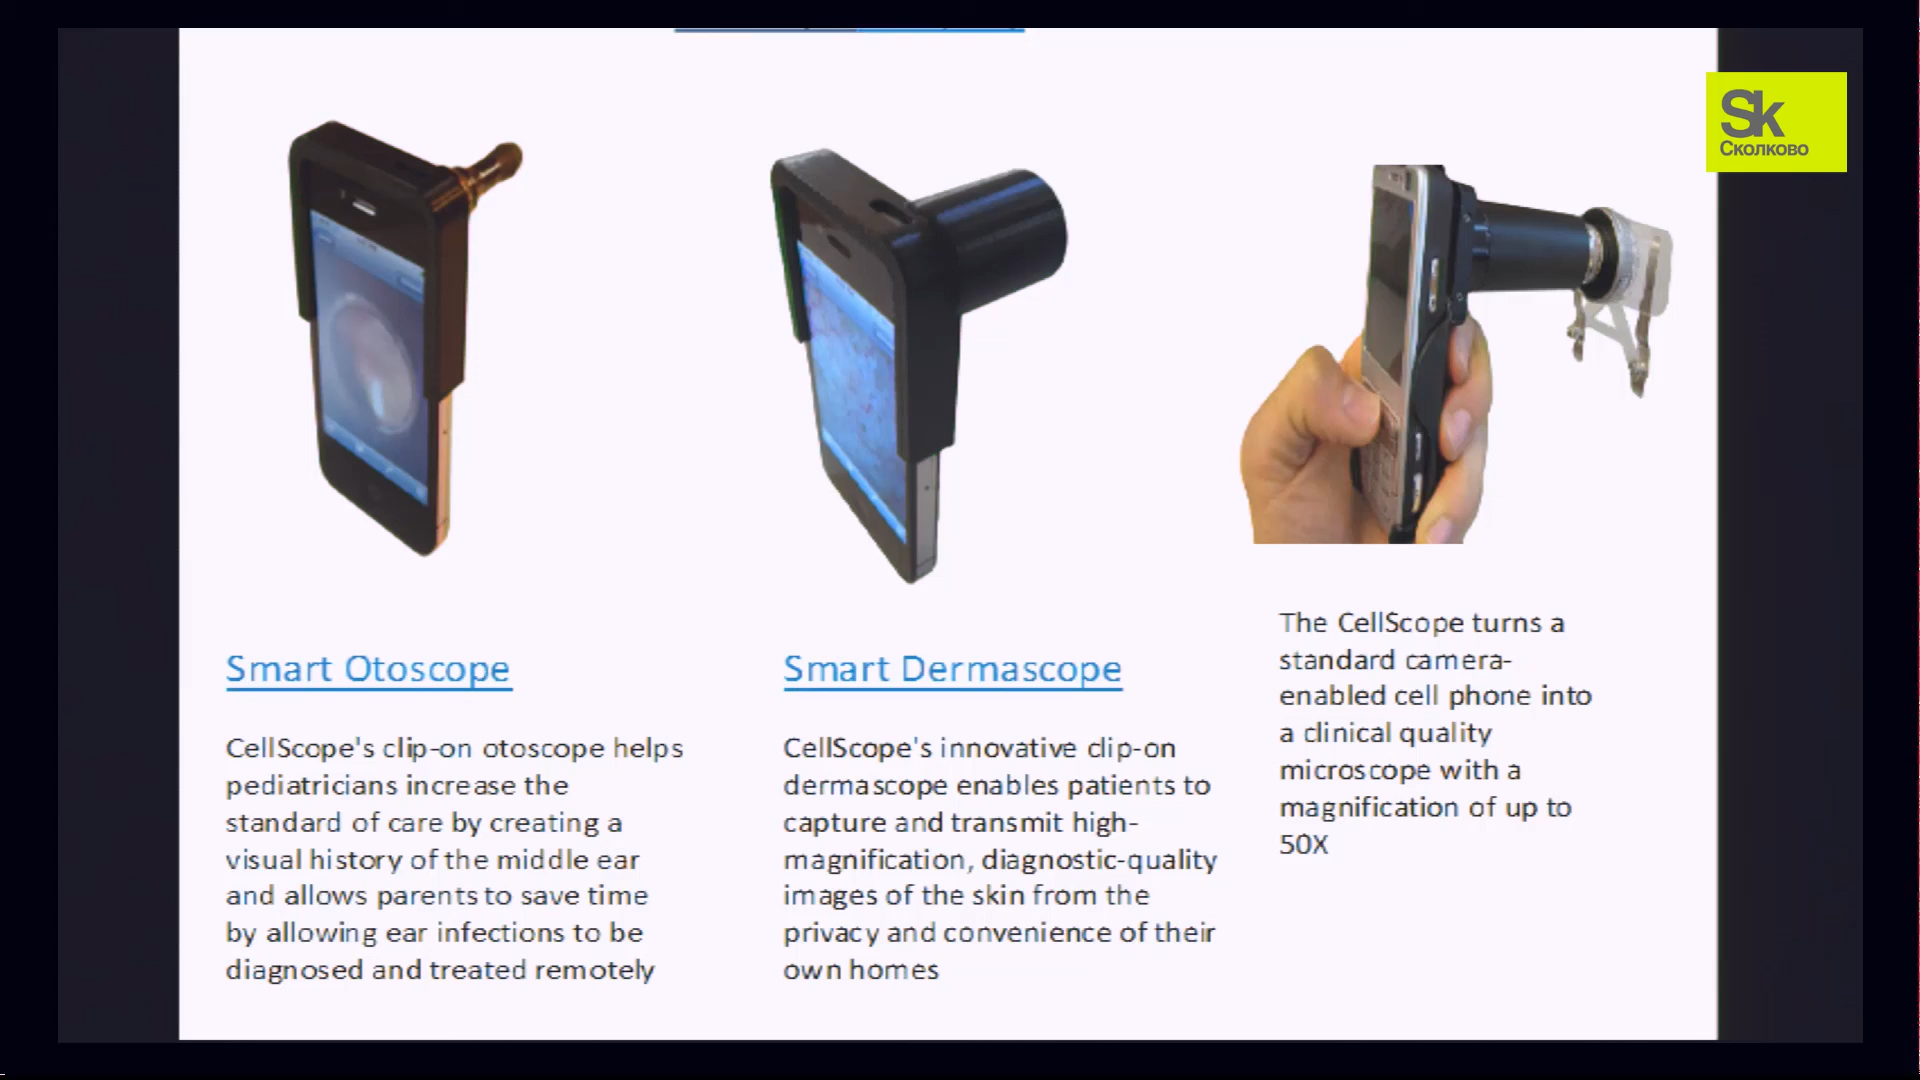 Sk
Сколково
Smart Otoscope
CellScope's clip-on otoscope helps
pediatricians increase the
standard of care by creating a
visual history of the middle ear
and allows parents to save time
by allowing ear infections to be
diagnosed and treated remotely
Smart Dermascope
CellScope's innovative clip-on
dermascope enables patients to
capture and transmit high-
magnification, diagnostic-quality
images of the skin from the
privacy and convenience of their
own homes
The CellScope turns a
standard camera-
enabled cell phone into
a clinical quality
microscope with a
magnification of up to
50X